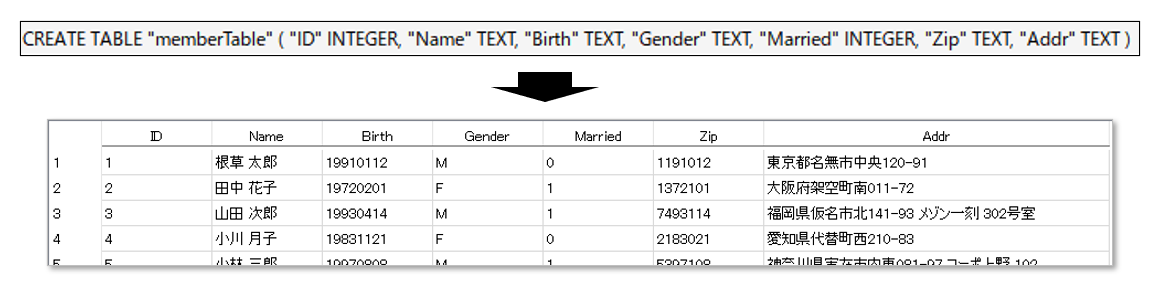 CREATE TABLE "memberTable" ( "ID" INTEGER, "Name" TEXT, "Birth" TEXT, "Gender" TEXT, "Married" INTEGER, "Zip" TEXT, "Addr" TEXT )
ID Name Birth Gender Married Zip Addr
1 1 根草 太郎 19910112 M 0 1191012 東京都名無市中央120-91
2 2 田中 花子 19720201 F 1 1372101 大阪府架空町南011-72
3 3 山田 次郎 19930414 M 1 7493114 福岡県仮名市北141-93 メゾン一刻 302号室
4 4 小川 月子 19831121 F 0 2183021 愛知県代替町西210-83
5 5 小林 三郎 19970808 M 1 5397108